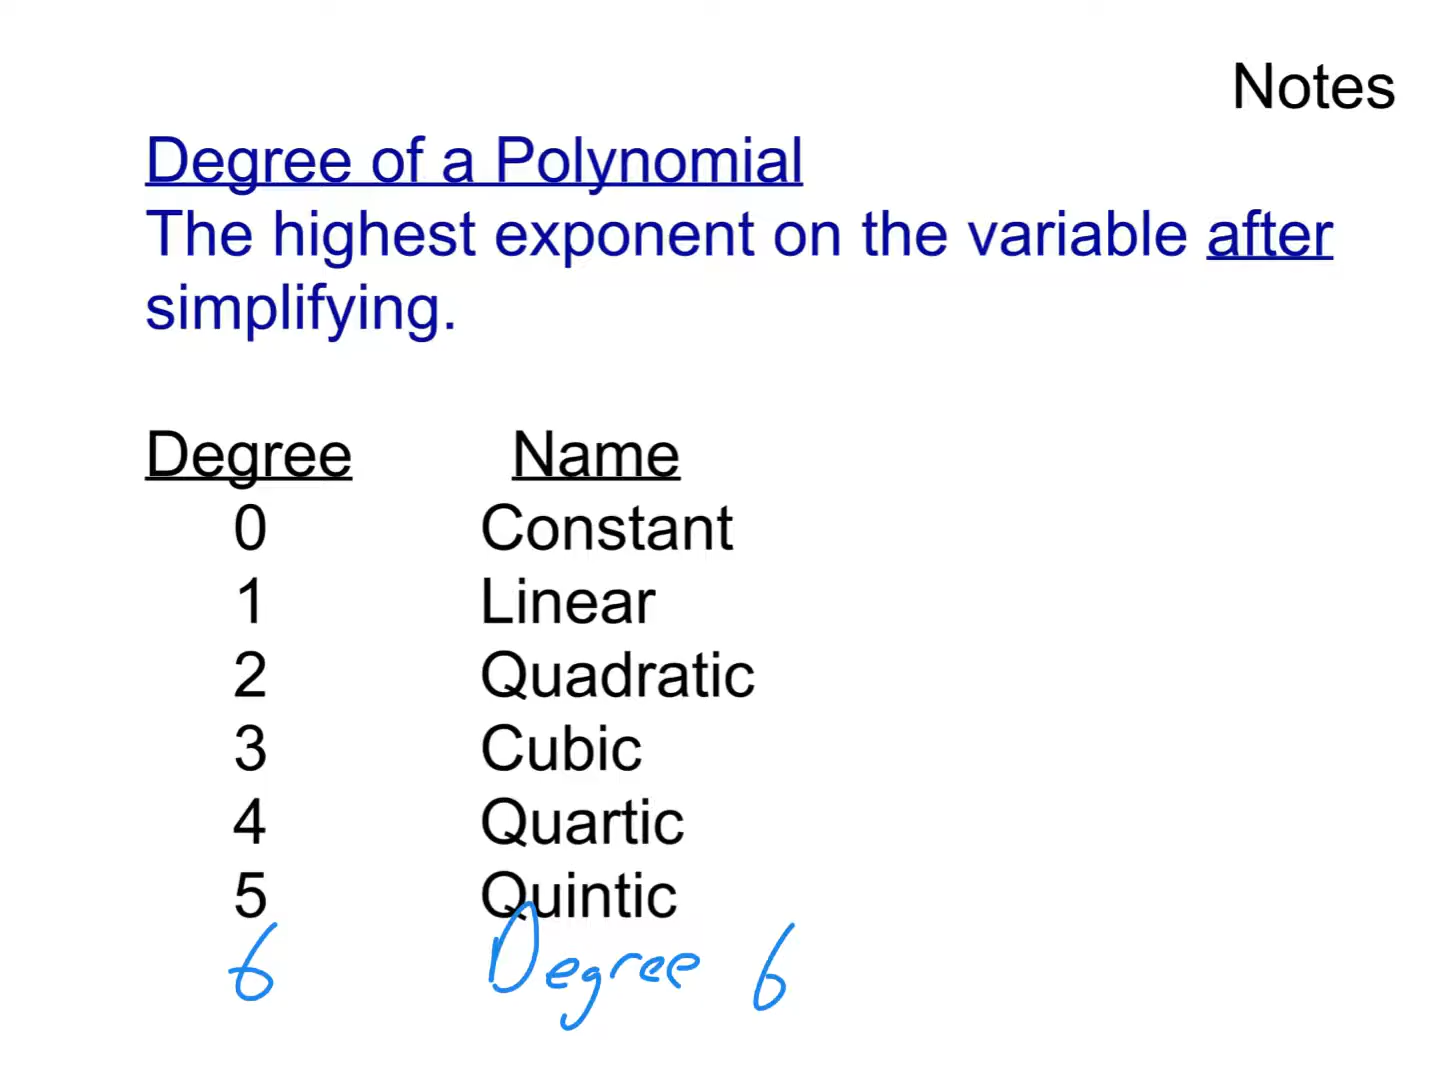 Notes
Degree of a Polynomial
The highest exponent on the variable after
simplifying.
Degree Name
0 Constant
1 Linear
2 Quadratic
3 Cubic
4 Quartic
5 Quintic
6 Degree 6